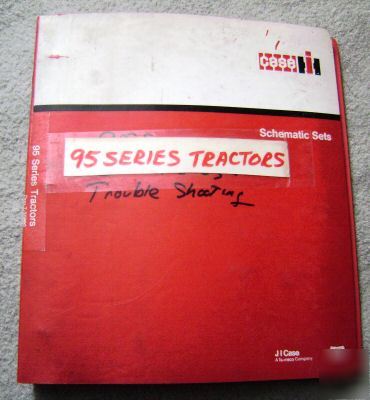 CASE IH
Schematic Sets
95 SERIES TRACTORS
Trouble Shooting
95 Series Tractors
J I Case
A Tenneco Company